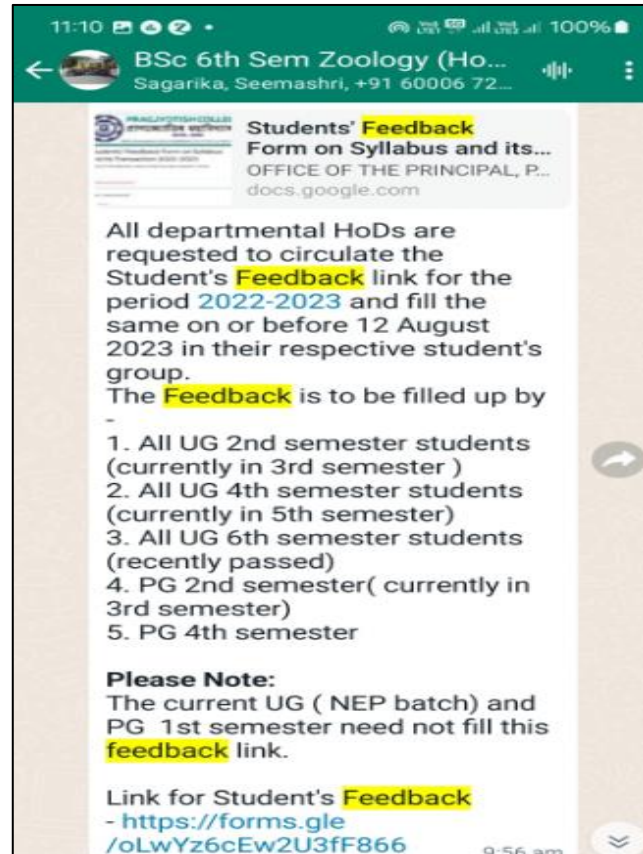 11:10
100%
BSc 6th Sem Zoology (Ho...
Sagarika, Seemashri, +91 60006 72...
PRAGJYOTISH COLLEGE
Students' Feedback
Form on Syllabus and its...
OFFICE OF THE PRINCIPAL, P...
docs.google.com
All departmental HoDs are
requested to circulate the
Student's Feedback link for the
period 2022-2023 and fill the
same on or before 12 August
2023 in their respective student's
group.
The Feedback is to be filled up by
-
1. All UG 2nd semester students
(currently in 3rd semester )
2. All UG 4th semester students
(currently in 5th semester)
3. All UG 6th semester students
(recently passed)
4. PG 2nd semester( currently in
3rd semester)
5. PG 4th semester
Please Note:
The current UG ( NEP batch) and
PG 1st semester need not fill this
feedback link.
Link for Student's Feedback
- https://forms.gle
/oLwYz6cEw2U3fF866
9:56 am